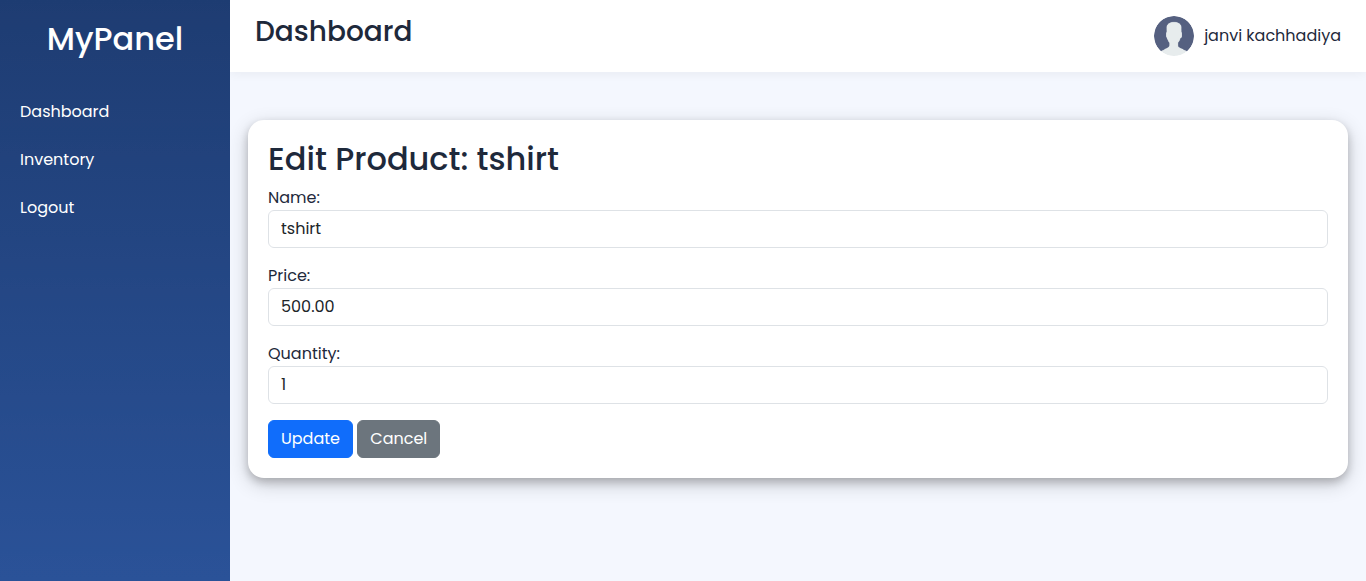 MyPanel
Dashboard
Inventory
Logout
Dashboard
janvi kachhadiya
Edit Product: tshirt
Name:
tshirt
Price:
500.00
Quantity:
1
Update Cancel